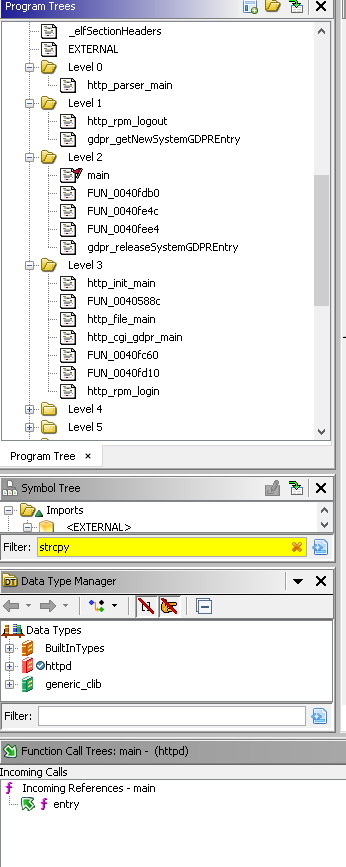 Program Trees
_elfSectionHeaders
EXTERNAL
Level 0
http_parser_main
Level 1
http_rpm_logout
gdpr_getNewSystemGDPREntry
Level 2
main
FUN_0040fdb0
FUN_0040fe4c
FUN_0040fee4
gdpr_releaseSystemGDPREntry
Level 3
http_init_main
FUN_0040588c
http_file_main
http_cgi_gdpr_main
FUN_0040fc60
FUN_0040fd10
http_rpm_login
Level 4
Level 5
Program Tree
Symbol Tree
Imports
<EXTERNAL>
Filter: strcpy
Data Type Manager
Data Types
BuiltInTypes
httpd
generic_clib
Filter:
Function Call Trees: main - (httpd)
Incoming Calls
f Incoming References - main
f entry